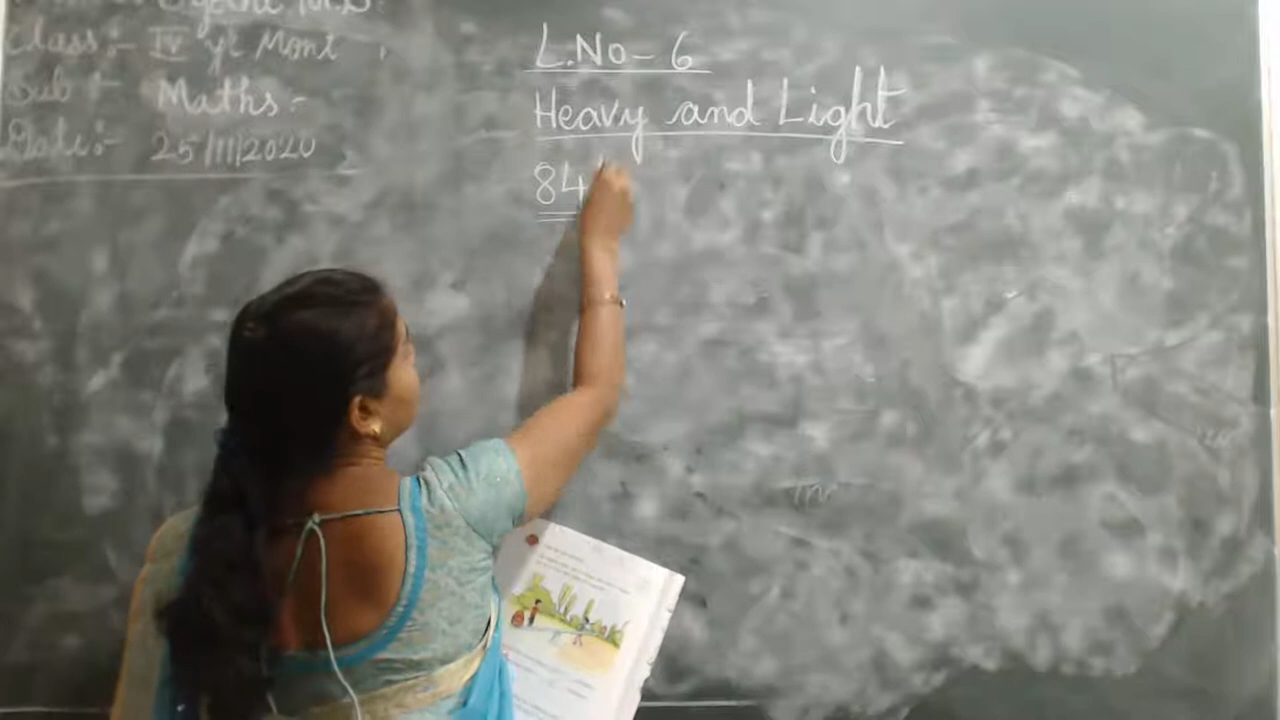 Class:- IV yr Mont
Sub :- Maths -
Date:- 25/11/2020
L.No - 6
Heavy and Light
84